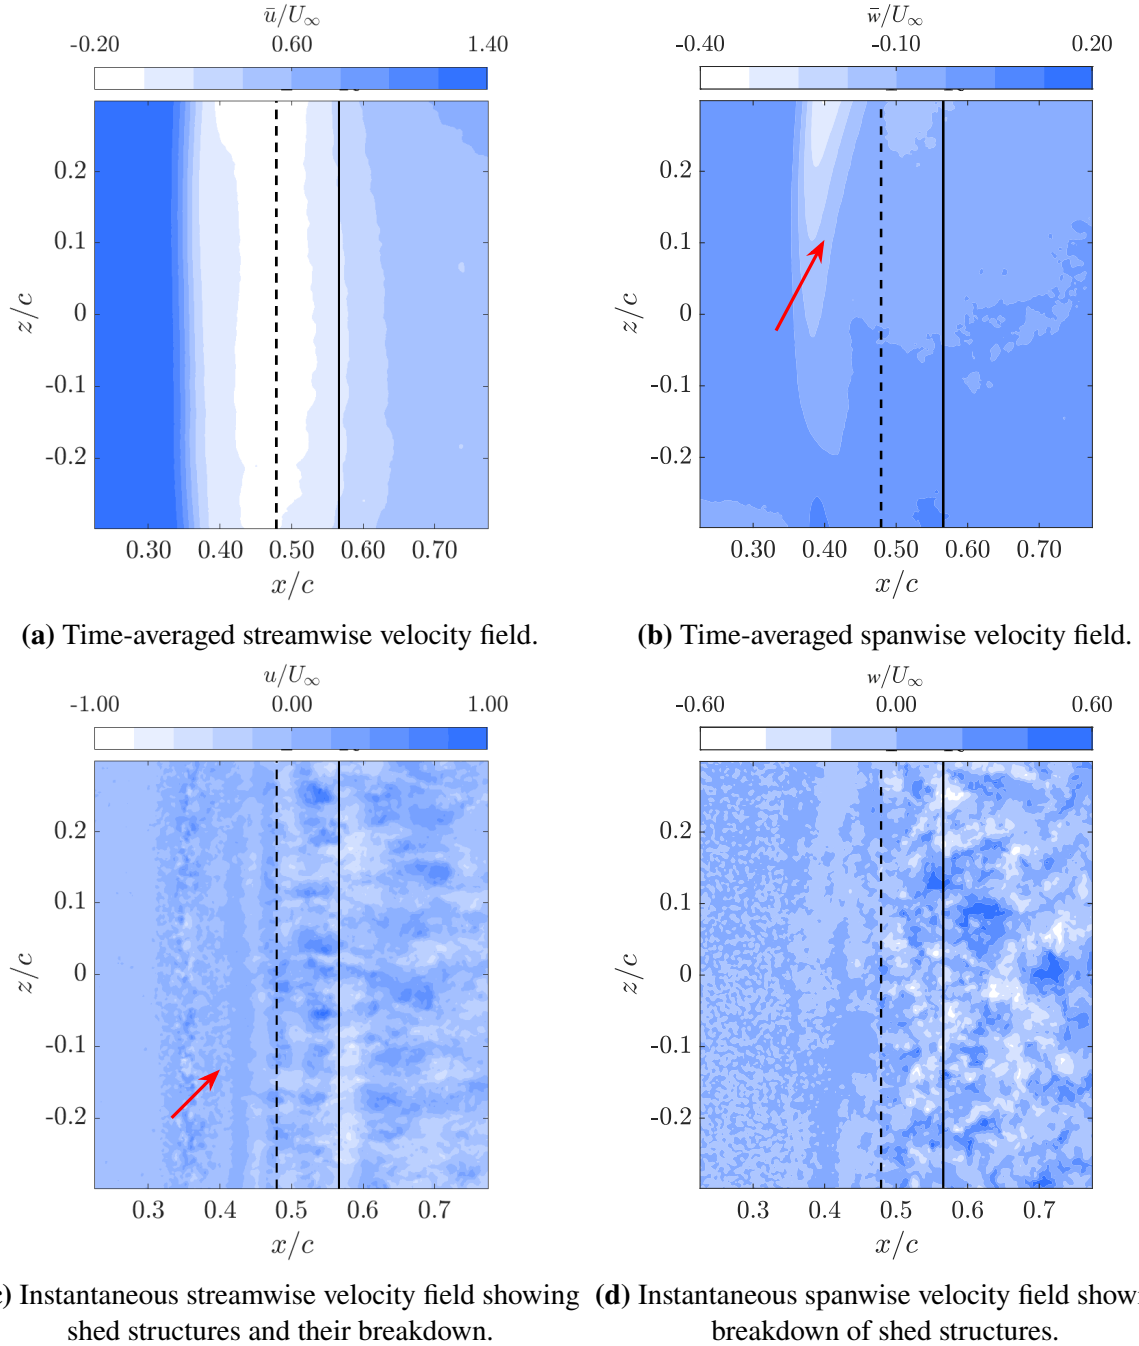 ū/U∞
-0.20 0.60 1.40
w̄/U∞
-0.40 -0.10 0.20
z/c
0.2
0.1
0
-0.1
-0.2
0.30 0.40 0.50 0.60 0.70
x/c
z/c
0.2
0.1
0
-0.1
-0.2
0.30 0.40 0.50 0.60 0.70
x/c
(a) Time-averaged streamwise velocity field.
(b) Time-averaged spanwise velocity field.
u/U∞
-1.00 0.00 1.00
w/U∞
-0.60 0.00 0.60
z/c
0.2
0.1
0
-0.1
-0.2
0.3 0.4 0.5 0.6 0.7
x/c
z/c
0.2
0.1
0
-0.1
-0.2
0.3 0.4 0.5 0.6 0.7
x/c
) Instantaneous streamwise velocity field showing
shed structures and their breakdown.
(d) Instantaneous spanwise velocity field showi
breakdown of shed structures.